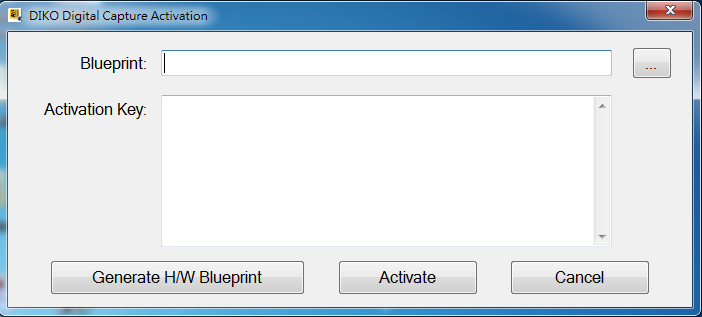 DIKO Digital Capture Activation
Blueprint:
...
Activation Key:
Generate H/W Blueprint
Activate
Cancel